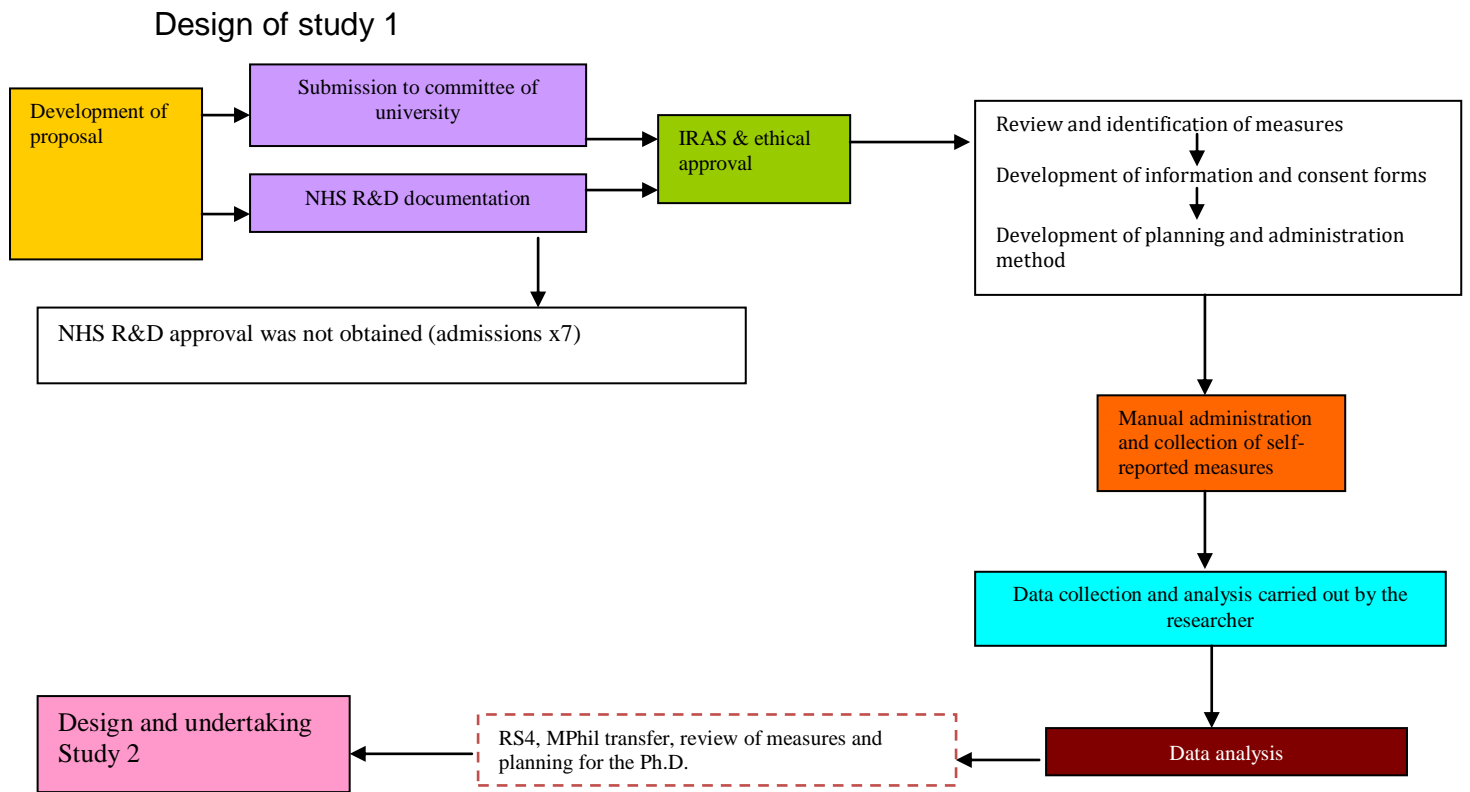 Design of study 1
Development of
proposal
Submission to committee of
university
NHS R&D documentation
IRAS & ethical
approval
Review and identification of measures
Development of information and consent forms
Development of planning and administration
method
NHS R&D approval was not obtained (admissions x7)
Manual administration
and collection of self-
reported measures
Data collection and analysis carried out by the
researcher
Data analysis
RS4, MPhil transfer, review of measures and
planning for the Ph.D.
Design and undertaking
Study 2